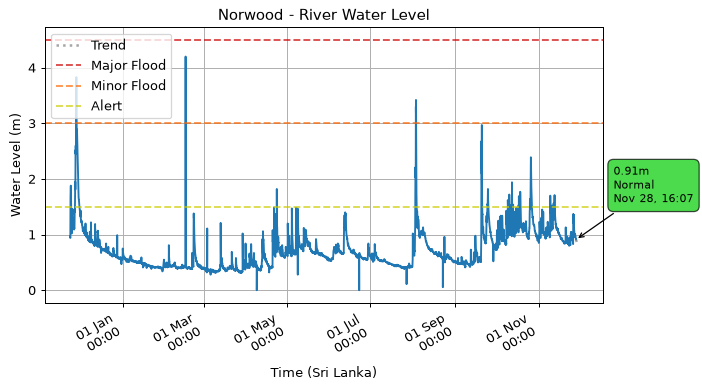 Norwood - River Water Level
Trend
Major Flood
Minor Flood
Alert
Water Level (m)
4
3
2
1
0
0.91m
Normal
Nov 28, 16:07
01 Jan
00:00
01 Mar
00:00
01 May
00:00
01 Jul
00:00
01 Sep
00:00
01 Nov
00:00
Time (Sri Lanka)